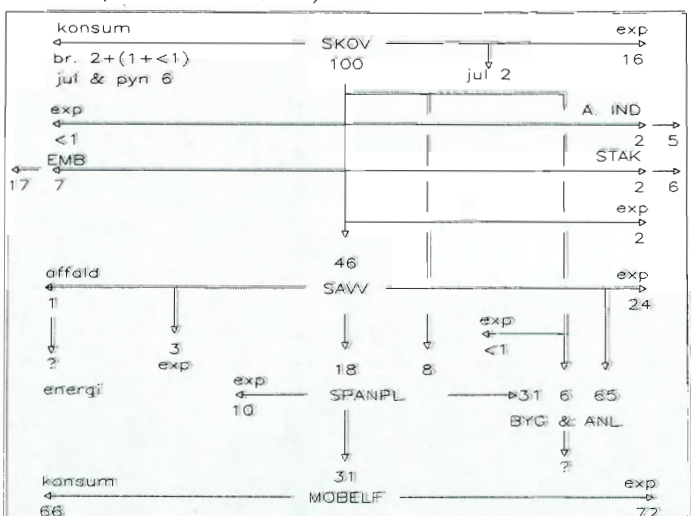 konsum SKOV exp
br. 2+(1+<1) 100 16
jul & pyn 6 jul 2
exp A. IND
<1 2 5
EMB STAK
17 7 2 6
exp
2
46
affald SAVV exp
1 24
exp
<1
? 3
exp
18 8
energi exp SPANPL 31 6 65
10
BYG & ANL.
?
31
konsum MOBELF exp
66 72